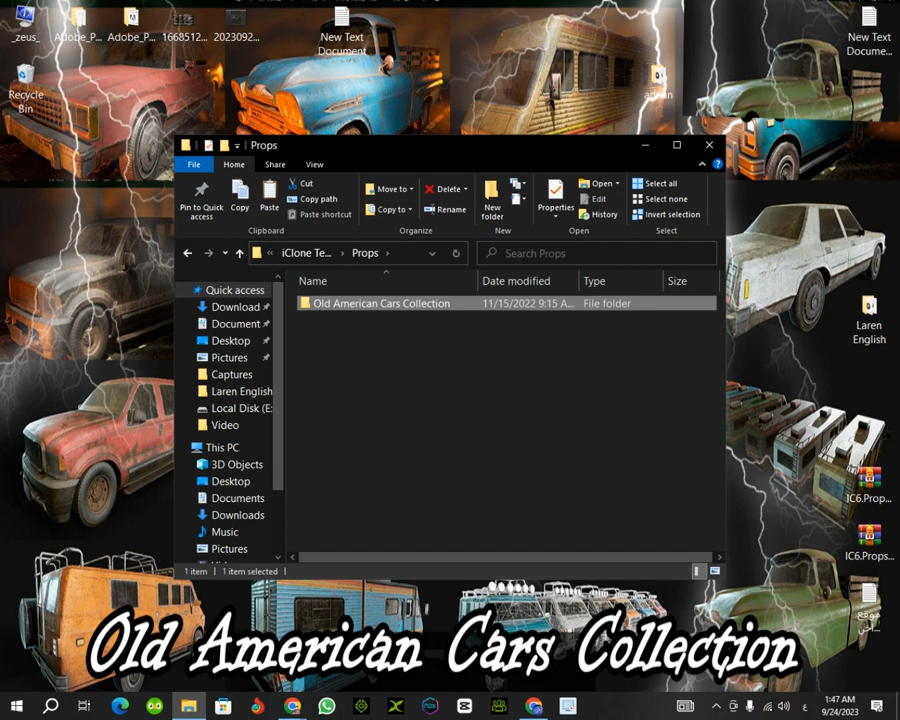 _zeus_
Adobe_P...
Adobe_P...
1668512...
2023092...
New Text
Document
New Text
Docume...
Recycle
Bin
Props
File
Home
Share
View
Pin to Quick
access
Copy
Paste
Cut
Copy path
Paste shortcut
Clipboard
Move to
Copy to
Delete
Rename
Organize
New
folder
New
Properties
Open
Edit
History
Open
Select all
Select none
Invert selection
Select
« iClone Te... › Props ›
Search Props
Name
Date modified
Type
Size
Old American Cars Collection
11/15/2022 9:15 A...
File folder
Quick access
Download
Document
Desktop
Pictures
Captures
Laren English
Local Disk (E:
Video
This PC
3D Objects
Desktop
Documents
Downloads
Music
Pictures
1 item
1 item selected
Laren
English
IC6.Prop...
IC6.Props...
Old American Cars Collection
ع
1:47 AM
9/24/2023